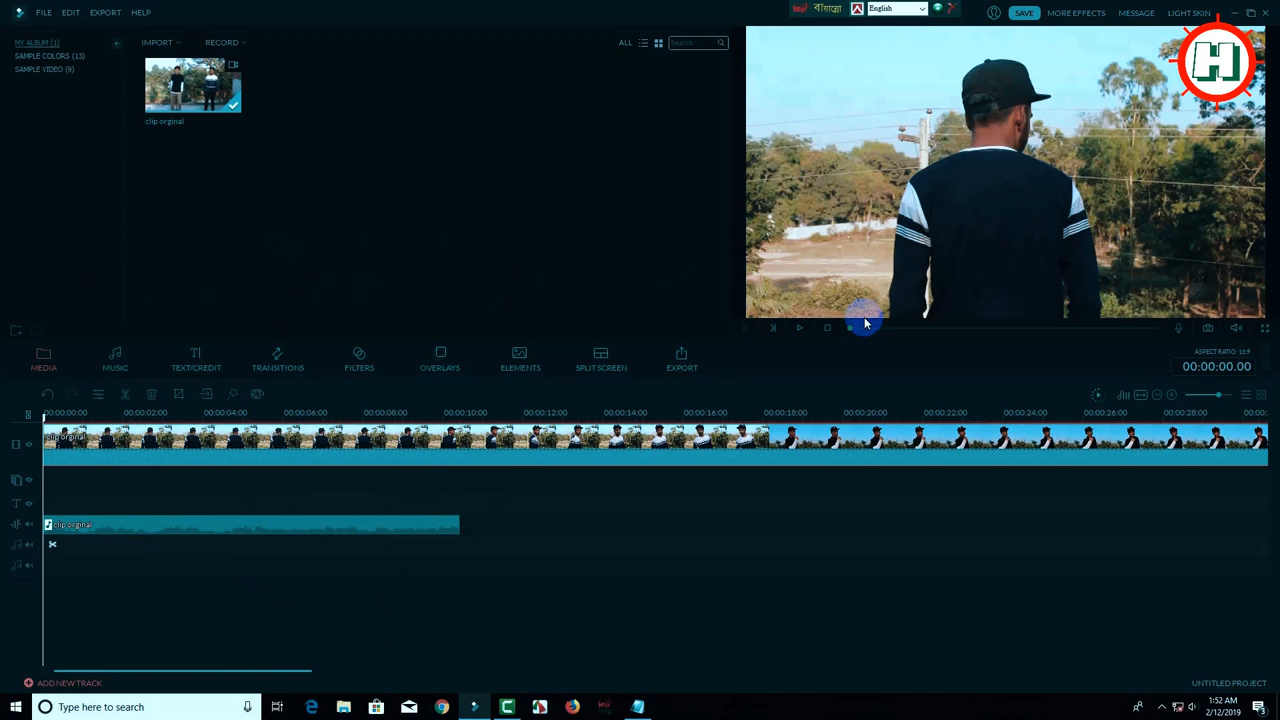 FILE EDIT EXPORT HELP
বায়ান্নো English
SAVE MORE EFFECTS MESSAGE LIGHT SKIN
H
MY ALBUM (1)
SAMPLE COLORS (13)
SAMPLE VIDEO (9)
IMPORT RECORD
ALL Search
clip orginal
ASPECT RATIO: 16:9
00:00:00.00
MEDIA MUSIC TEXT/CREDIT TRANSITIONS FILTERS OVERLAYS ELEMENTS SPLIT SCREEN EXPORT
00:00:00:00 00:00:02:00 00:00:04:00 00:00:06:00 00:00:08:00 00:00:10:00 00:00:12:00 00:00:14:00 00:00:16:00 00:00:18:00 00:00:20:00 00:00:22:00 00:00:24:00 00:00:26:00 00:00:28:00
clip orginal
clip orginal
ADD NEW TRACK
UNTITLED PROJECT
Type here to search
1:52 AM
2/12/2019
3